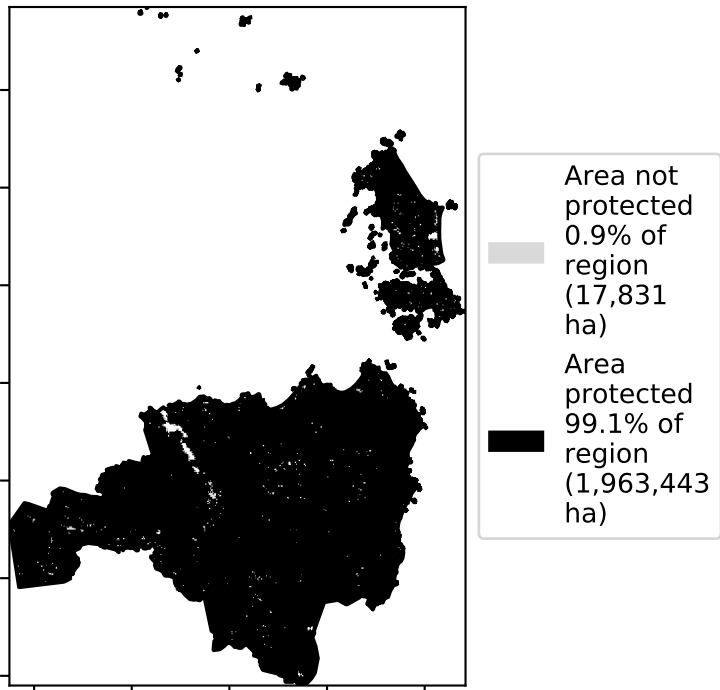 Area not
protected
0.9% of
region
(17,831
ha)
Area
protected
99.1% of
region
(1,963,443
ha)